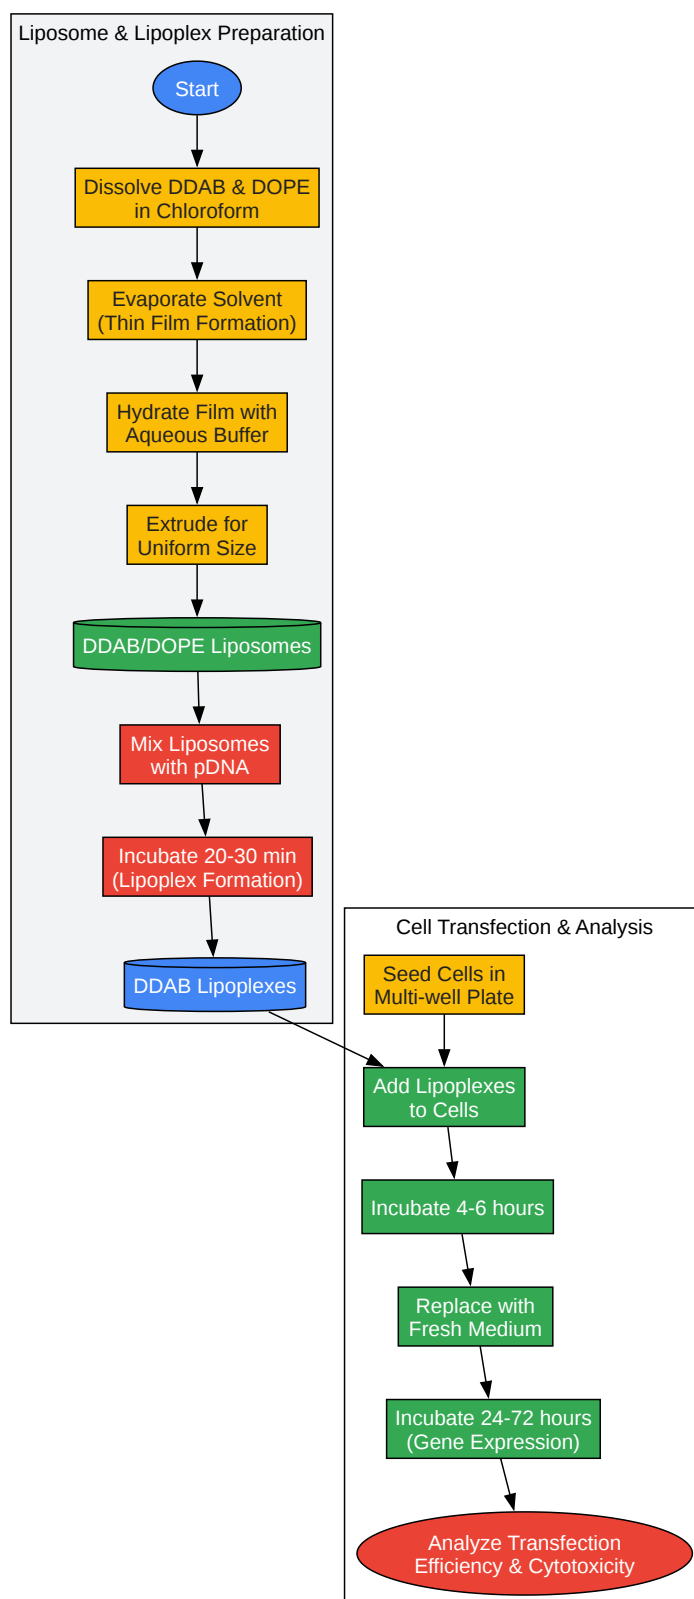 Liposome & Lipoplex Preparation
Start
Dissolve DDAB & DOPE
in Chloroform
Evaporate Solvent
(Thin Film Formation)
Hydrate Film with
Aqueous Buffer
Extrude for
Uniform Size
DDAB/DOPE Liposomes
Mix Liposomes
with pDNA
Incubate 20-30 min
(Lipoplex Formation)
DDAB Lipoplexes
Cell Transfection & Analysis
Seed Cells in
Multi-well Plate
Add Lipoplexes
to Cells
Incubate 4-6 hours
Replace with
Fresh Medium
Incubate 24-72 hours
(Gene Expression)
Analyze Transfection
Efficiency & Cytotoxicity